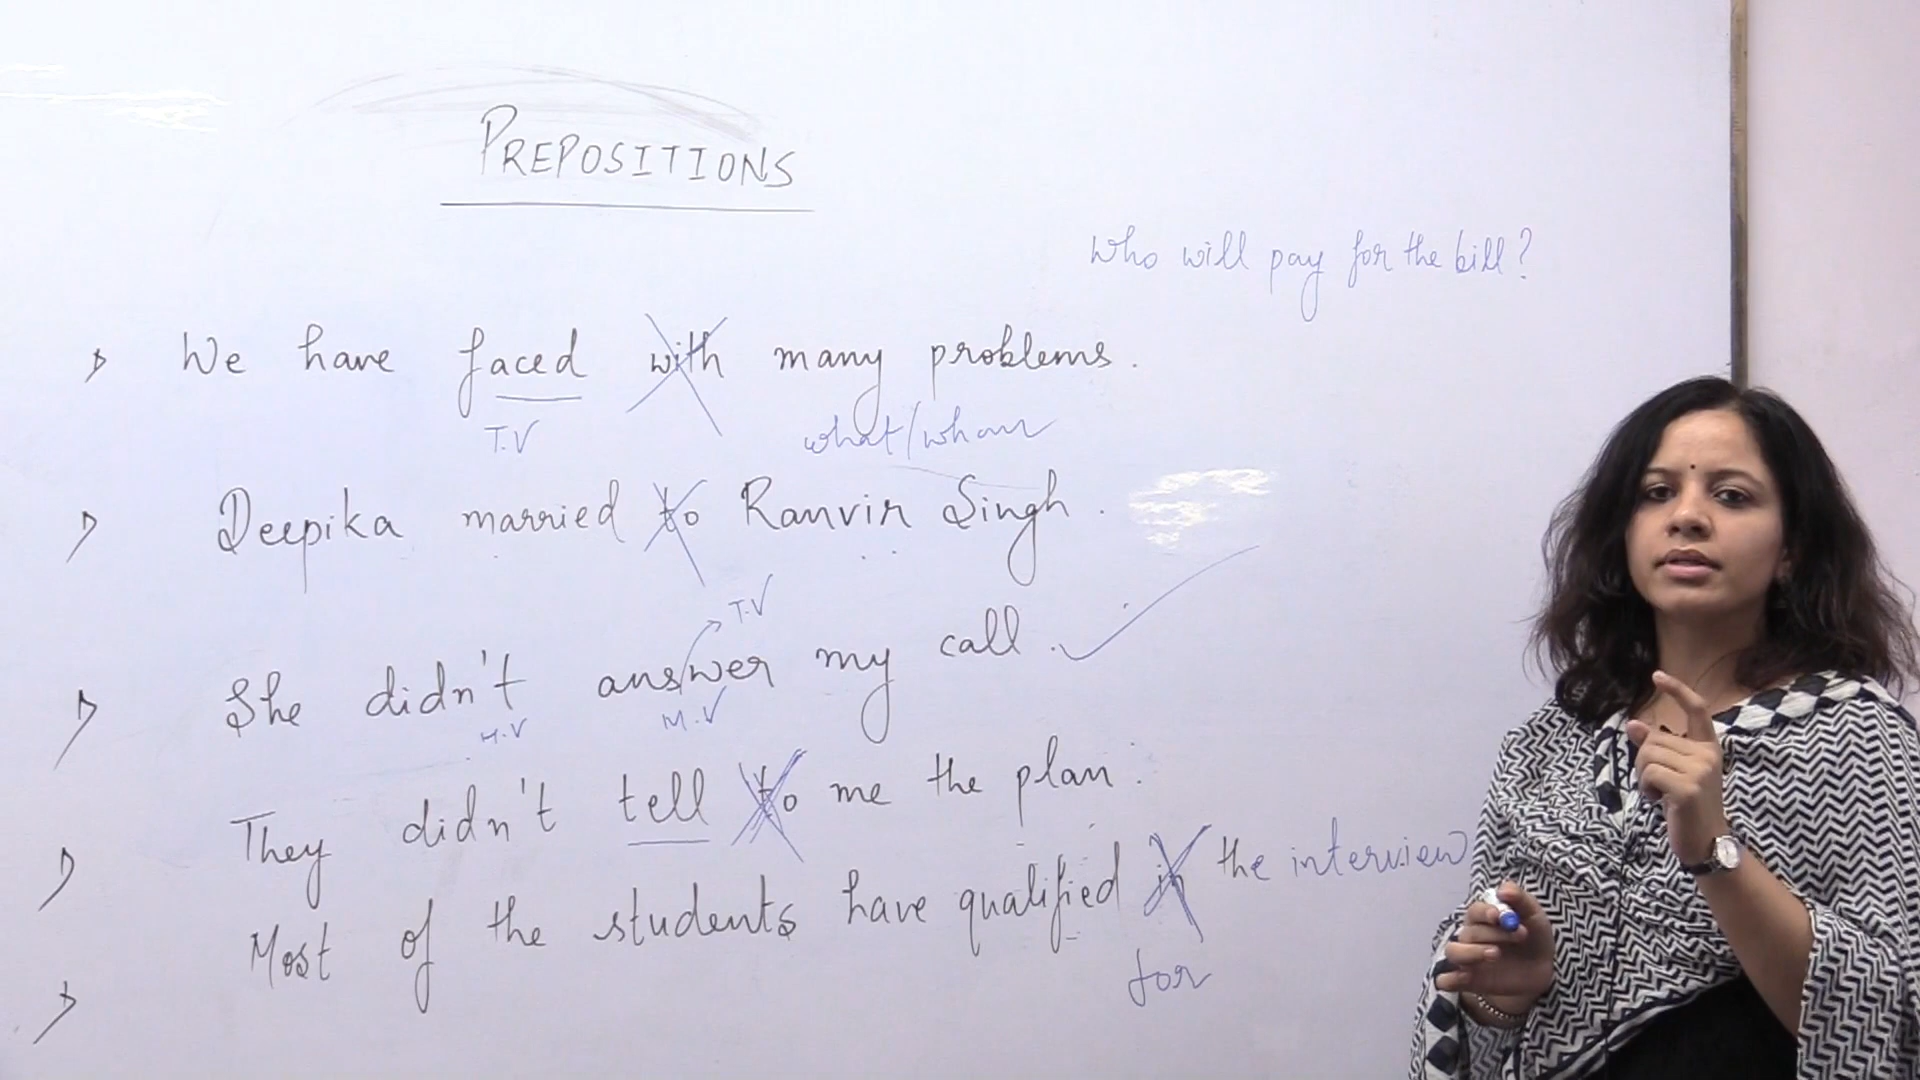 PREPOSITIONS
Who will pay for the bill?
We have faced with many problems.
T.V what/whom
Deepika married to Ranvir Singh.
T.V
She didn't answer my call.
H.V M.V
They didn't tell to me the plan.
Most of the students have qualified in the interview
for